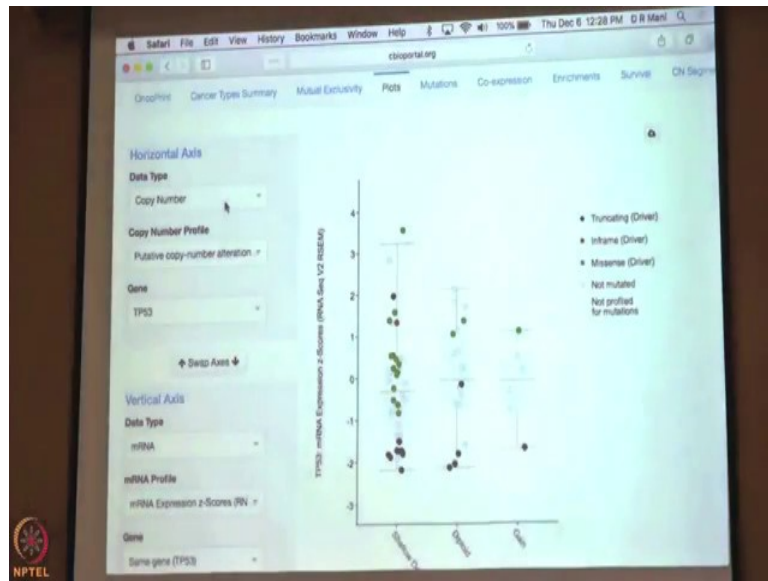 Safari File Edit View History Bookmarks Window Help 100% Thu Dec 6 12:28 PM D R Mani
cbioportal.org
OncoPrint Cancer Types Summary Mutual Exclusivity Plots Mutations Co-expression Enrichments Survival CN Segme
Horizontal Axis
Data Type
Copy Number
Copy Number Profile
Putative copy-number alteration
Gene
TP53
Swap Axes
Vertical Axis
Data Type
mRNA
mRNA Profile
mRNA Expression z-Scores (RN
Gene
Same gene (TP53)
TP53: mRNA Expression z-Scores (RNA Seq V2 RSEM)
4
3
2
1
0
-1
-2
-3
Shallow D
Diploid
Gain
Truncating (Driver)
Inframe (Driver)
Missense (Driver)
Not mutated
Not profiled
for mutations
NPTEL